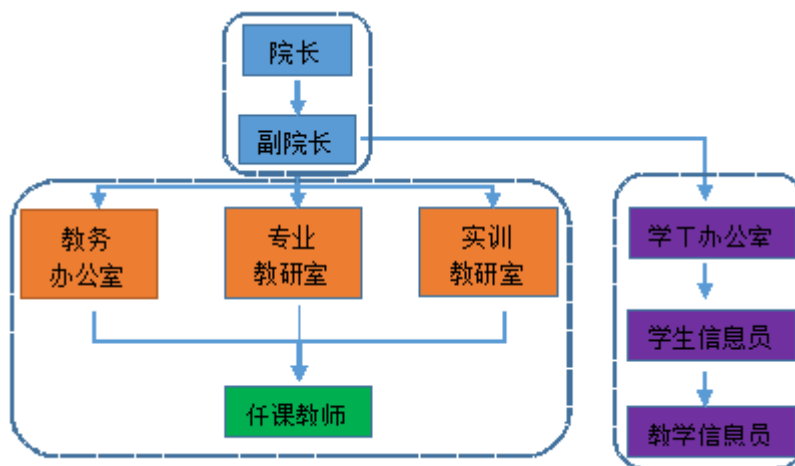 院长
副院长
教务
办公室
专业
教研室
实训
教研室
任课教师
学工办公室
学生信息员
教学信息员